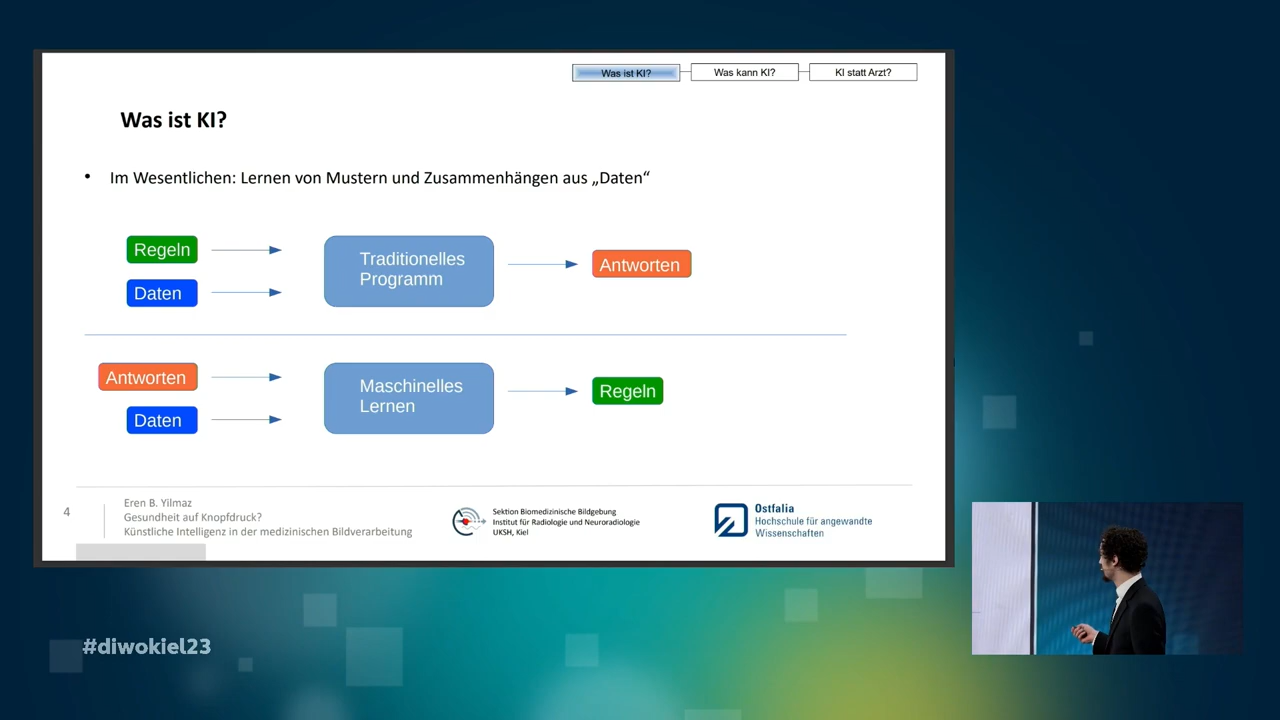 Was ist KI?
Was kann KI?
KI statt Arzt?
Was ist KI?
• Im Wesentlichen: Lernen von Mustern und Zusammenhängen aus „Daten“
Regeln
Daten
Traditionelles
Programm
Antworten
Antworten
Daten
Maschinelles
Lernen
Regeln
4
Eren B. Yilmaz
Gesundheit auf Knopfdruck?
Künstliche Intelligenz in der medizinischen Bildverarbeitung
Sektion Biomedizinische Bildgebung
Institut für Radiologie und Neuroradiologie
UKSH, Kiel
Ostfalia
Hochschule für angewandte
Wissenschaften
#diwokiel23